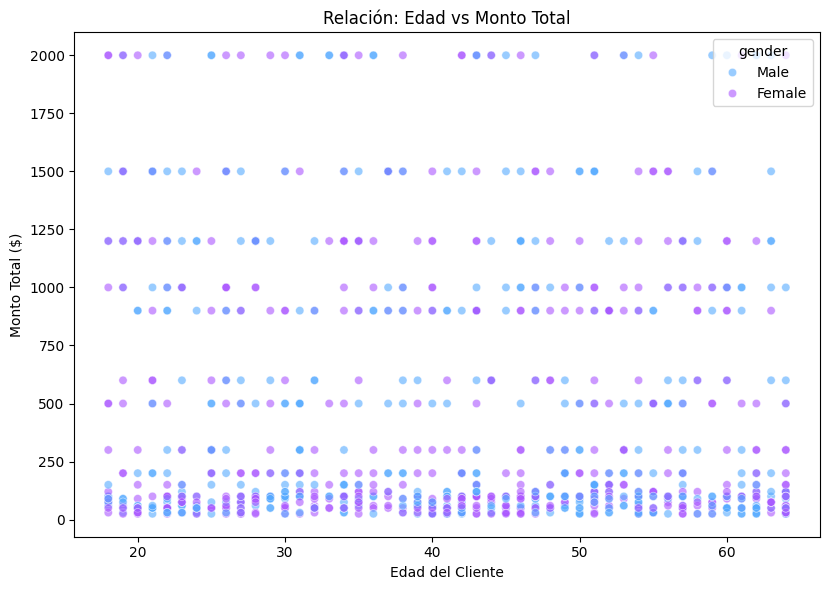 Relación: Edad vs Monto Total
gender
Male
Female
Monto Total ($)
2000
1750
1500
1250
1000
750
500
250
0
20
30
40
50
60
Edad del Cliente